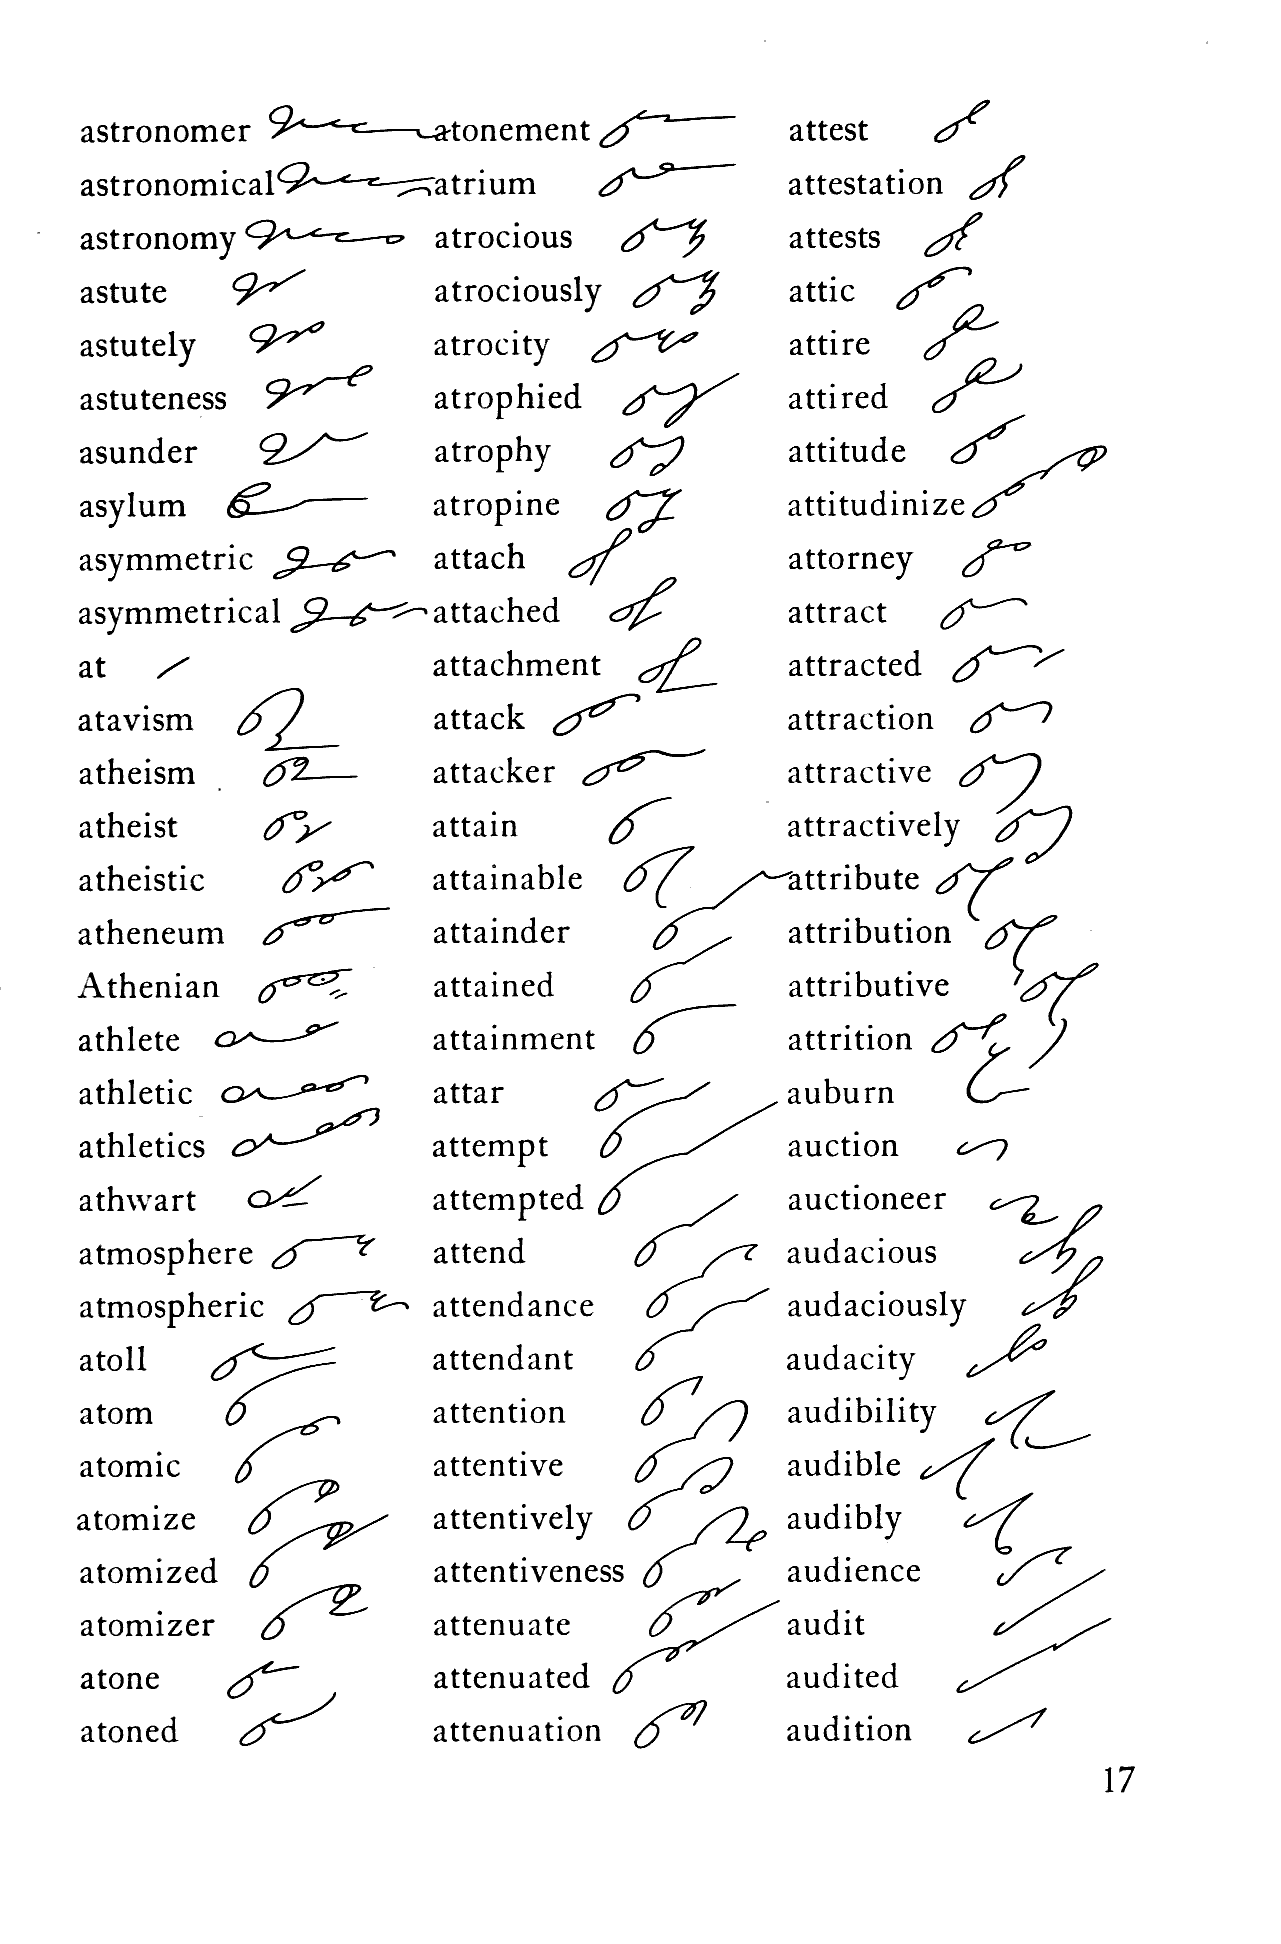 astronomer
astronomical
astronomy
astute
astutely
astuteness
asunder
asylum
asymmetric
asymmetrical
at
atavism
atheism
atheist
atheistic
atheneum
Athenian
athlete
athletic
athletics
athwart
atmosphere
atmospheric
atoll
atom
atomic
atomize
atomized
atomizer
atone
atoned
atonement
atrium
atrocious
atrociously
atrocity
atrophied
atrophy
atropine
attach
attached
attachment
attack
attacker
attain
attainable
attainder
attained
attainment
attar
attempt
attempted
attend
attendance
attendant
attention
attentive
attentively
attentiveness
attenuate
attenuated
attenuation
attest
attestation
attests
attic
attire
attired
attitude
attitudinize
attorney
attract
attracted
attraction
attractive
attractively
attribute
attribution
attributive
attrition
auburn
auction
auctioneer
audacious
audaciously
audacity
audibility
audible
audibly
audience
audit
audited
audition
17